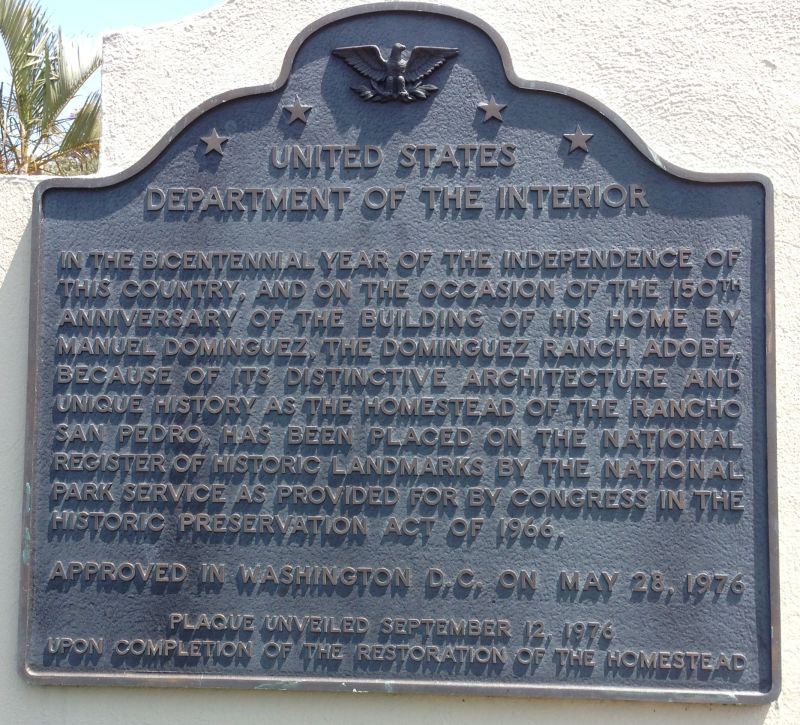 UNITED STATES
DEPARTMENT OF THE INTERIOR
IN THE BICENTENNIAL YEAR OF THE INDEPENDENCE OF
THIS COUNTRY, AND ON THE OCCASION OF THE 150TH
ANNIVERSARY OF THE BUILDING OF HIS HOME BY
MANUEL DOMINGUEZ, THE DOMINGUEZ RANCH ADOBE,
BECAUSE OF ITS DISTINCTIVE ARCHITECTURE AND
UNIQUE HISTORY AS THE HOMESTEAD OF THE RANCHO
SAN PEDRO, HAS BEEN PLACED ON THE NATIONAL
REGISTER OF HISTORIC LANDMARKS BY THE NATIONAL
PARK SERVICE AS PROVIDED FOR BY CONGRESS IN THE
HISTORIC PRESERVATION ACT OF 1966.
APPROVED IN WASHINGTON D.C. ON MAY 28, 1976
PLAQUE UNVEILED SEPTEMBER 12, 1976
UPON COMPLETION OF THE RESTORATION OF THE HOMESTEAD